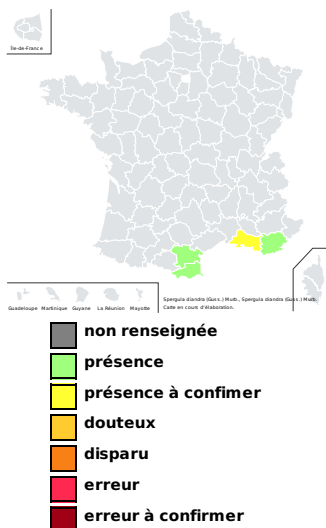 Île-de-France
Guadeloupe Martinique Guyane La Réunion Mayotte
Spergula diandra (Guss.) Murb., Spergula diandra (Guss.) Murb.
Carte en cours d'élaboration.
non renseignée
présence
présence à confimer
douteux
disparu
erreur
erreur à confirmer